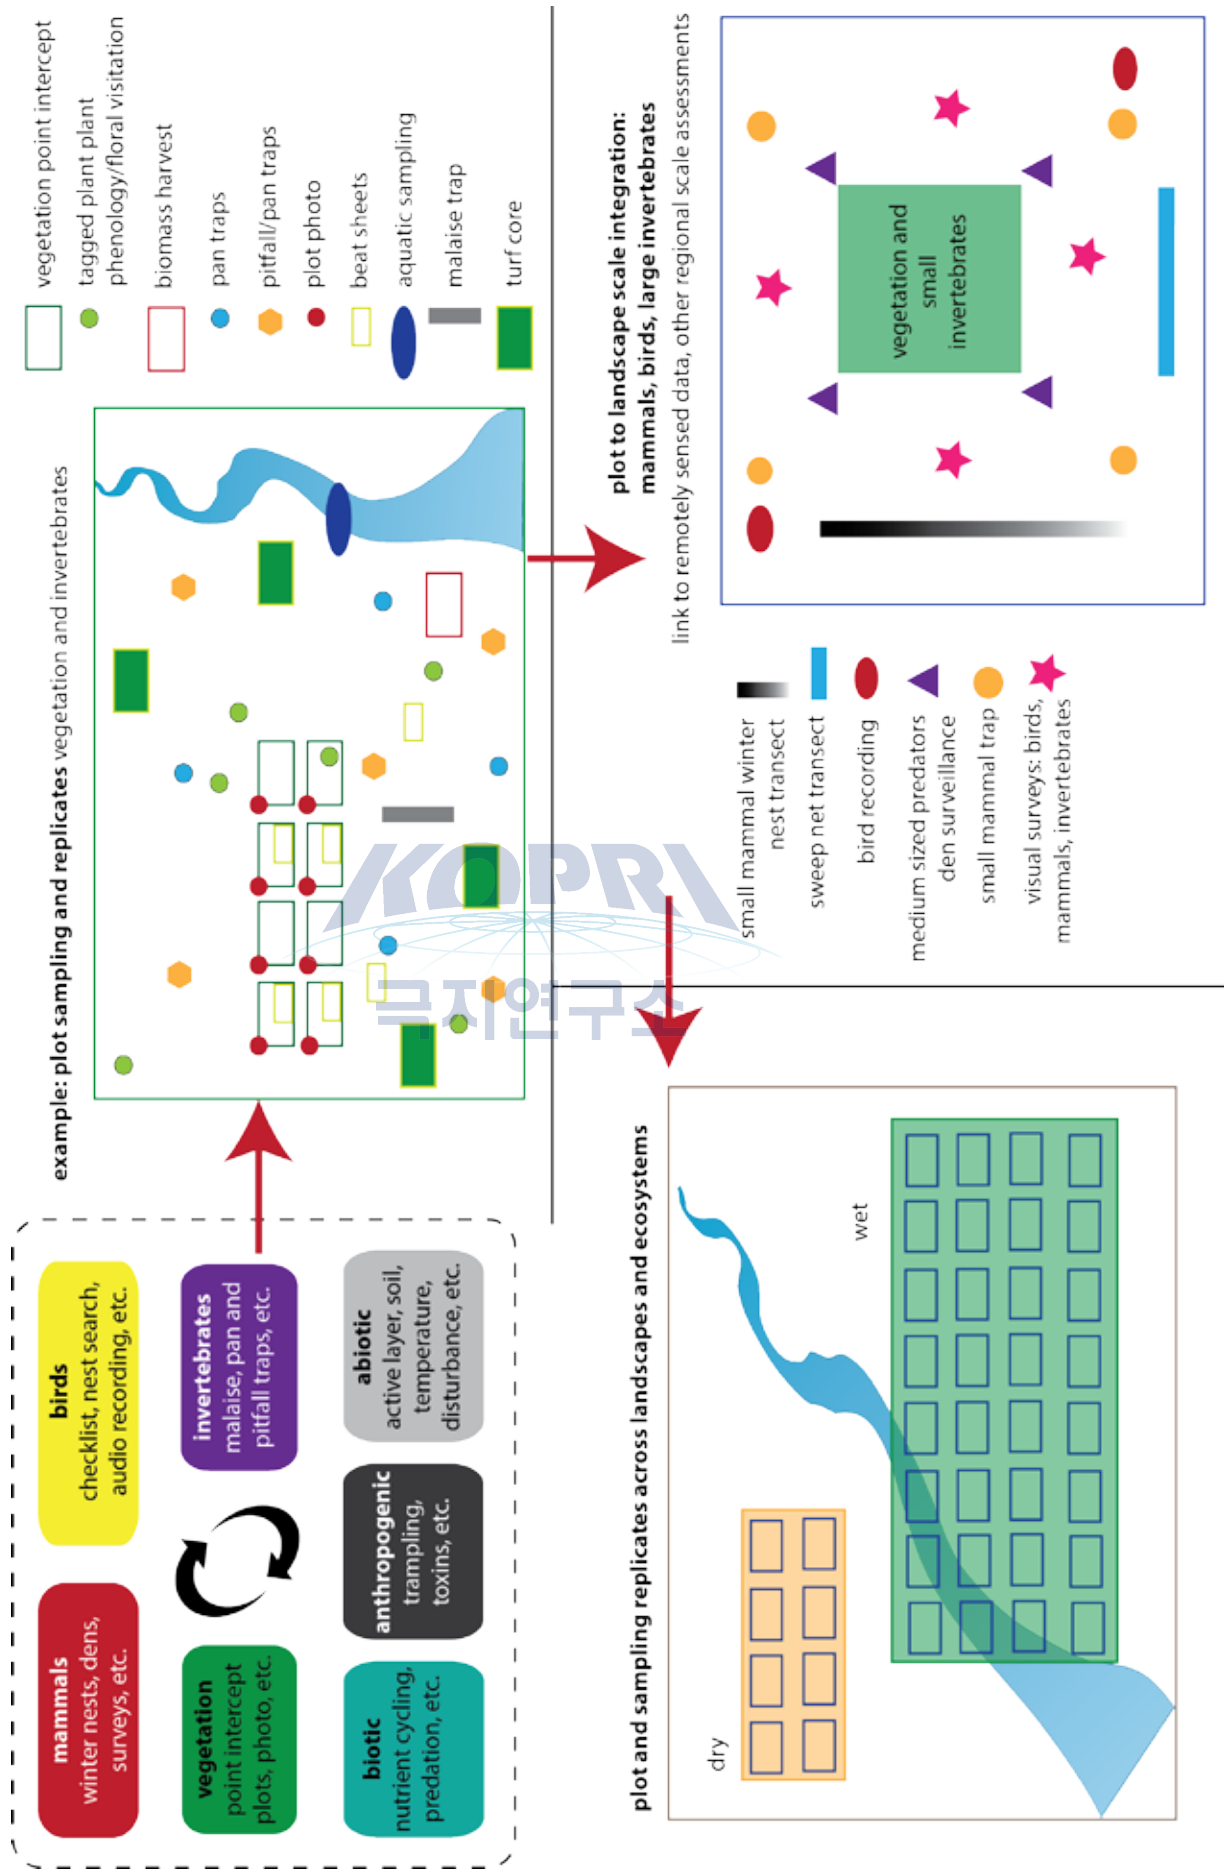 mammals
winter nests, dens,
surveys, etc.
birds
checklist, nest search,
audio recording, etc.
vegetation
point intercept
plots, photo, etc.
invertebrates
malaise, pan and
pitfall traps, etc.
biotic
nutrient cycling,
predation, etc.
anthropogenic
trampling,
toxins, etc.
abiotic
active layer, soil,
temperature,
disturbance, etc.
example: plot sampling and replicates vegetation and invertebrates
vegetation point intercept
tagged plant plant
phenology/floral visitation
biomass harvest
pan traps
pitfall/pan traps
plot photo
beat sheets
aquatic sampling
malaise trap
turf core
KOPRI
극지연구소
plot and sampling replicates across landscapes and ecosystems
dry
wet
plot to landscape scale integration:
mammals, birds, large invertebrates
link to remotely sensed data, other regional scale assessments
small mammal winter
nest transect
sweep net transect
bird recording
medium sized predators
den surveillance
small mammal trap
visual surveys: birds,
mammals, invertebrates
vegetation and
small
invertebrates